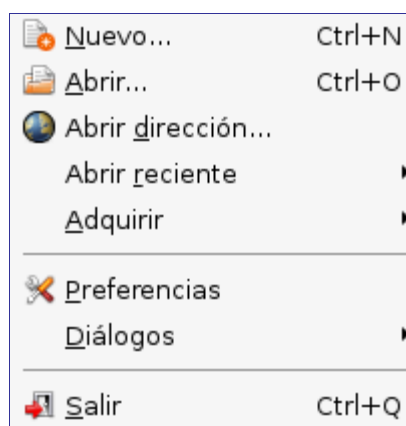 Nuevo... Ctrl+N
Abrir... Ctrl+O
Abrir dirección...
Abrir reciente
Adquirir
Preferencias
Diálogos
Salir Ctrl+Q